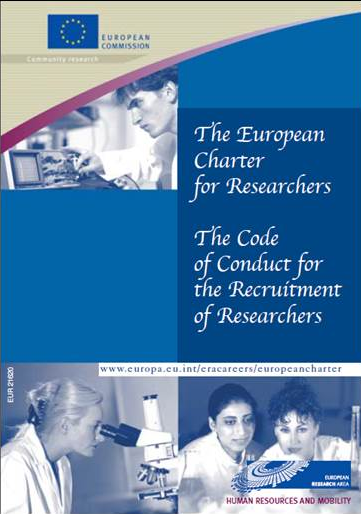 EUROPEAN
COMMISSION
Community research
The European
Charter
for Researchers
The Code
of Conduct for
the Recruitment
of Researchers
www.europa.eu.int/eracareers/europeancharter
EUR 21620
EUROPEAN
RESEARCH AREA
HUMAN RESOURCES AND MOBILITY